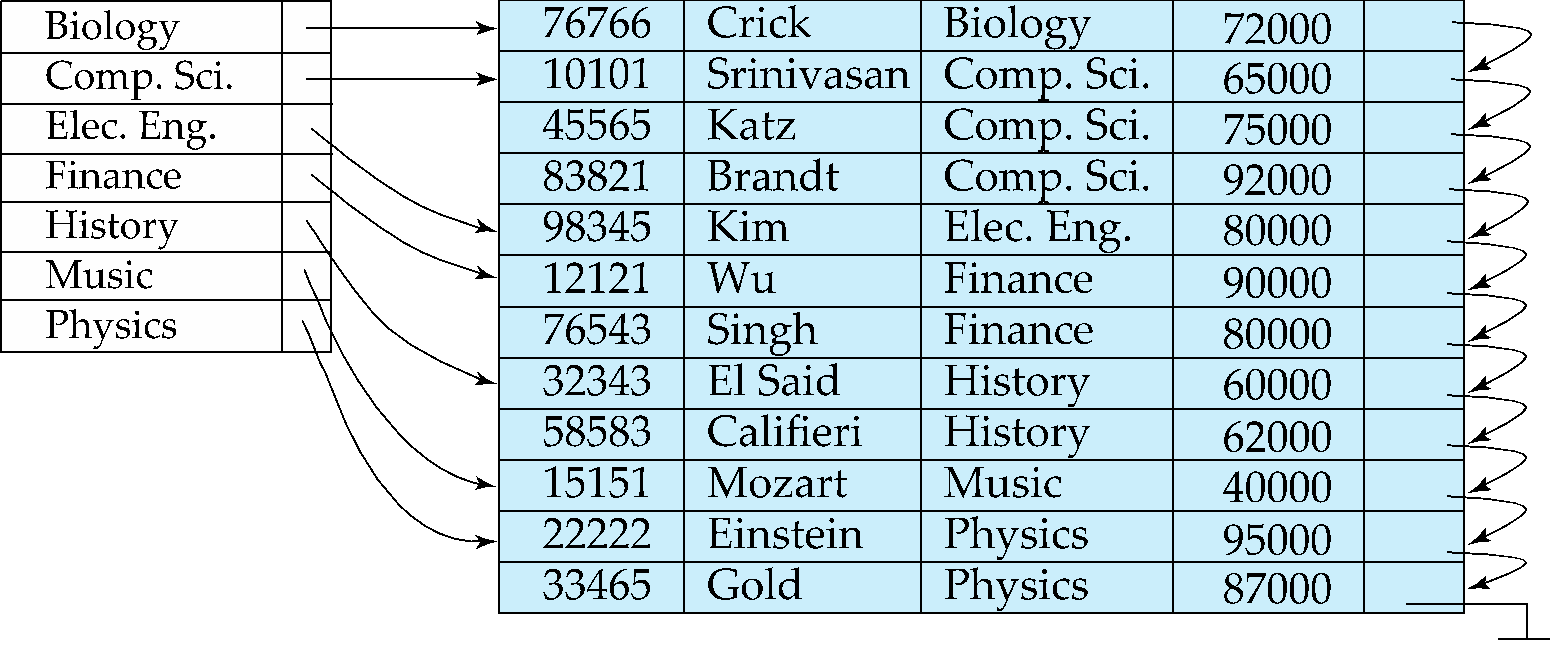 Biology
Comp. Sci.
Elec. Eng.
Finance
History
Music
Physics
76766 Crick Biology 72000
10101 Srinivasan Comp. Sci. 65000
45565 Katz Comp. Sci. 75000
83821 Brandt Comp. Sci. 92000
98345 Kim Elec. Eng. 80000
12121 Wu Finance 90000
76543 Singh Finance 80000
32343 El Said History 60000
58583 Califieri History 62000
15151 Mozart Music 40000
22222 Einstein Physics 95000
33465 Gold Physics 87000